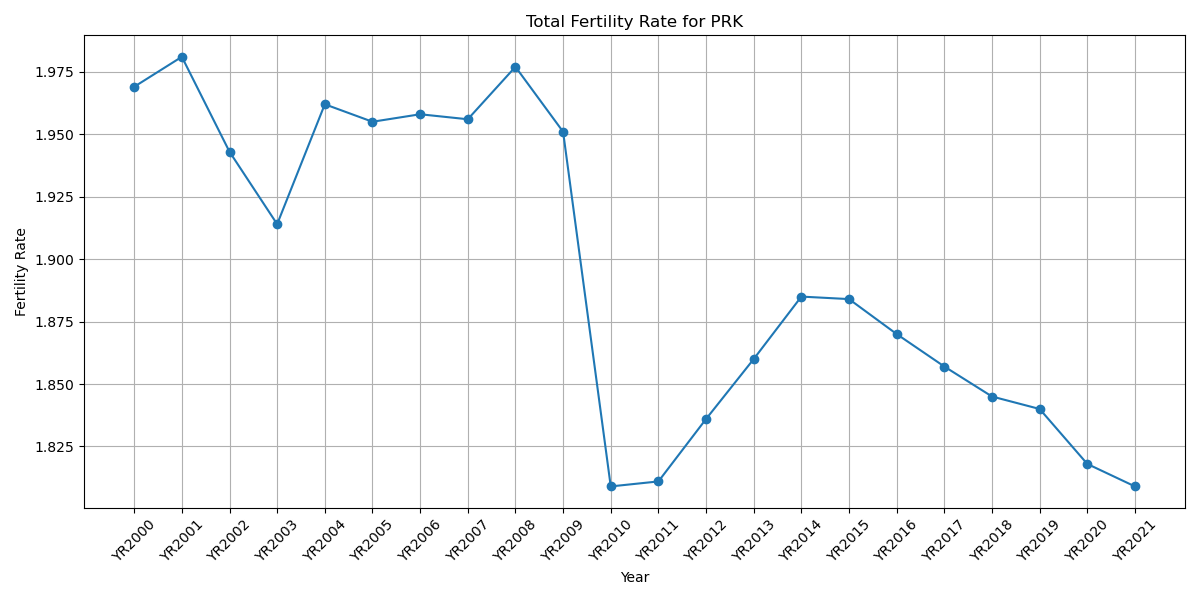 Total Fertility Rate for PRK
Fertility Rate
1.975
1.950
1.925
1.900
1.875
1.850
1.825
YR2000
YR2001
YR2002
YR2003
YR2004
YR2005
YR2006
YR2007
YR2008
YR2009
YR2010
YR2011
YR2012
YR2013
YR2014
YR2015
YR2016
YR2017
YR2018
YR2019
YR2020
YR2021
Year